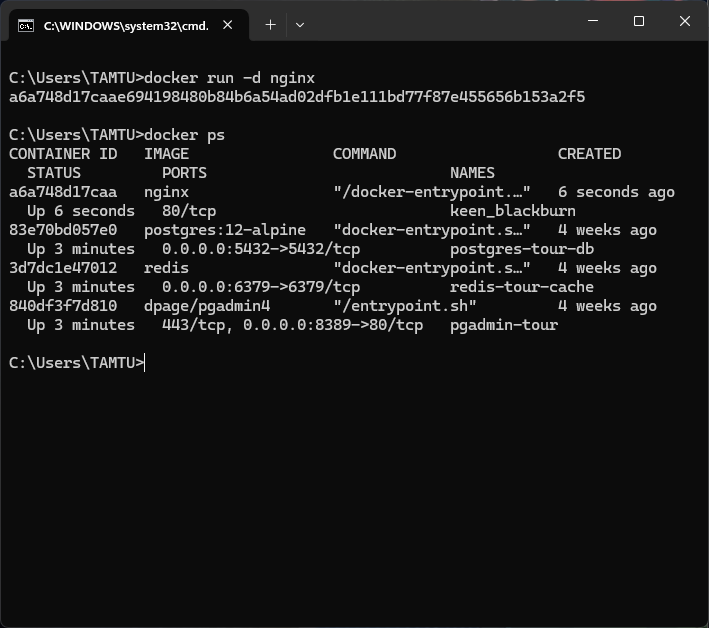 C:\WINDOWS\system32\cmd.
C:\Users\TAMTU>docker run -d nginx
a6a748d17caae694198480b84b6a54ad02dfb1e111bd77f87e455656b153a2f5
C:\Users\TAMTU>docker ps
CONTAINER ID   IMAGE                COMMAND                  CREATED
  STATUS         PORTS                           NAMES
a6a748d17caa   nginx                "/docker-entrypoint.…"   6 seconds ago
  Up 6 seconds   80/tcp                          keen_blackburn
83e70bd057e0   postgres:12-alpine   "docker-entrypoint.s…"   4 weeks ago
  Up 3 minutes   0.0.0.0:5432->5432/tcp          postgres-tour-db
3d7dc1e47012   redis                "docker-entrypoint.s…"   4 weeks ago
  Up 3 minutes   0.0.0.0:6379->6379/tcp          redis-tour-cache
840df3f7d810   dpage/pgadmin4       "/entrypoint.sh"         4 weeks ago
  Up 3 minutes   443/tcp, 0.0.0.0:8389->80/tcp   pgadmin-tour
C:\Users\TAMTU>